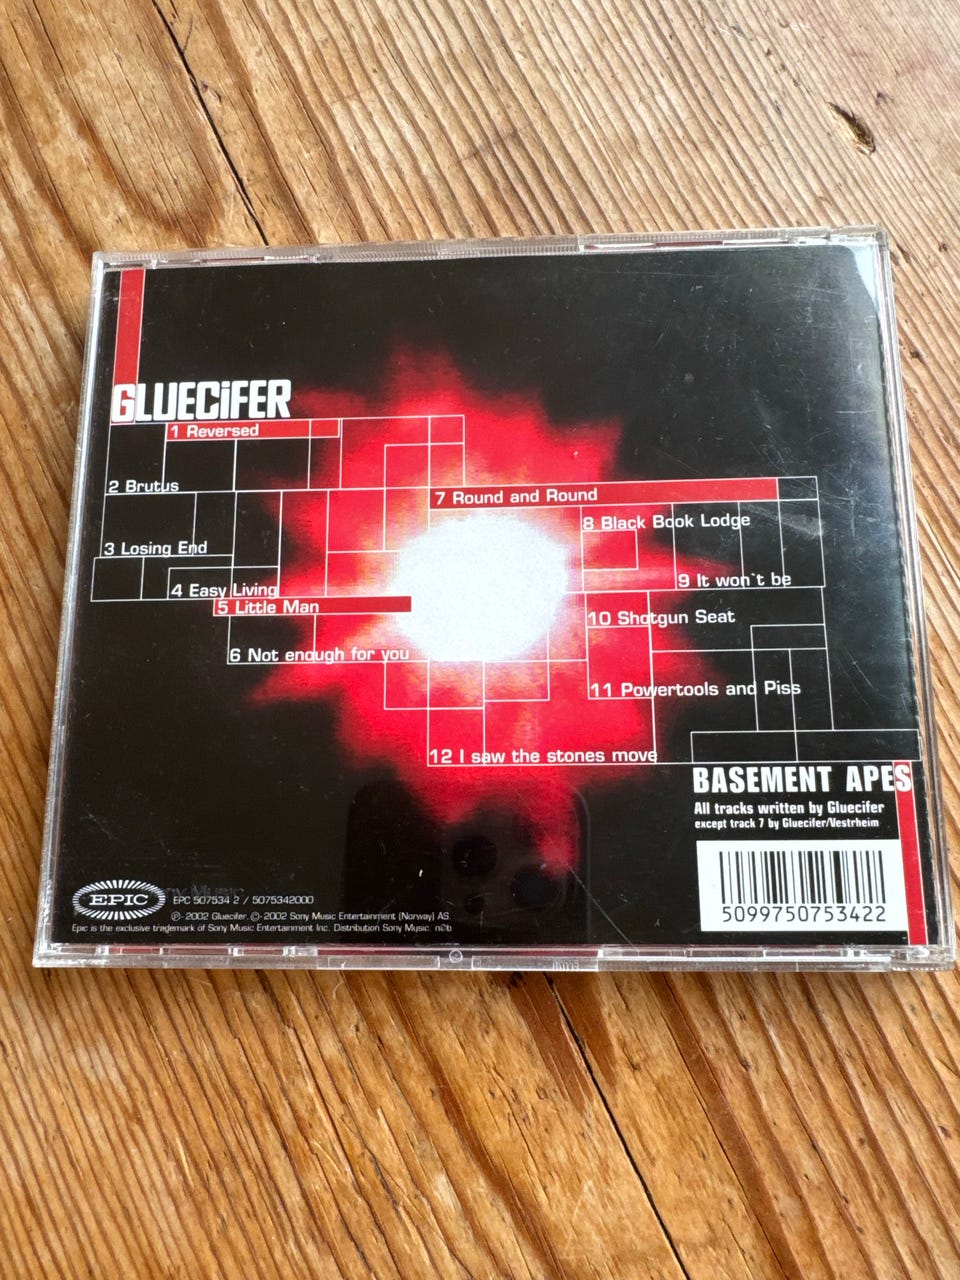 GLUECiFER
1 Reversed
2 Brutus
3 Losing End
4 Easy Living
5 Little Man
6 Not enough for you
7 Round and Round
8 Black Book Lodge
9 It won`t be
10 Shotgun Seat
11 Powertools and Piss
12 I saw the stones move
BASEMENT APES
All tracks written by Gluecifer
except track 7 by Gluecifer/Vestrheim
5099750753422
EPIC
EPC 507534 2 / 5075342000
℗ 2002 Gluecifer. © 2002 Sony Music Entertainment (Norway) AS.
Epic is the exclusive trademark of Sony Music Entertainment Inc. Distribution Sony Music. n©b